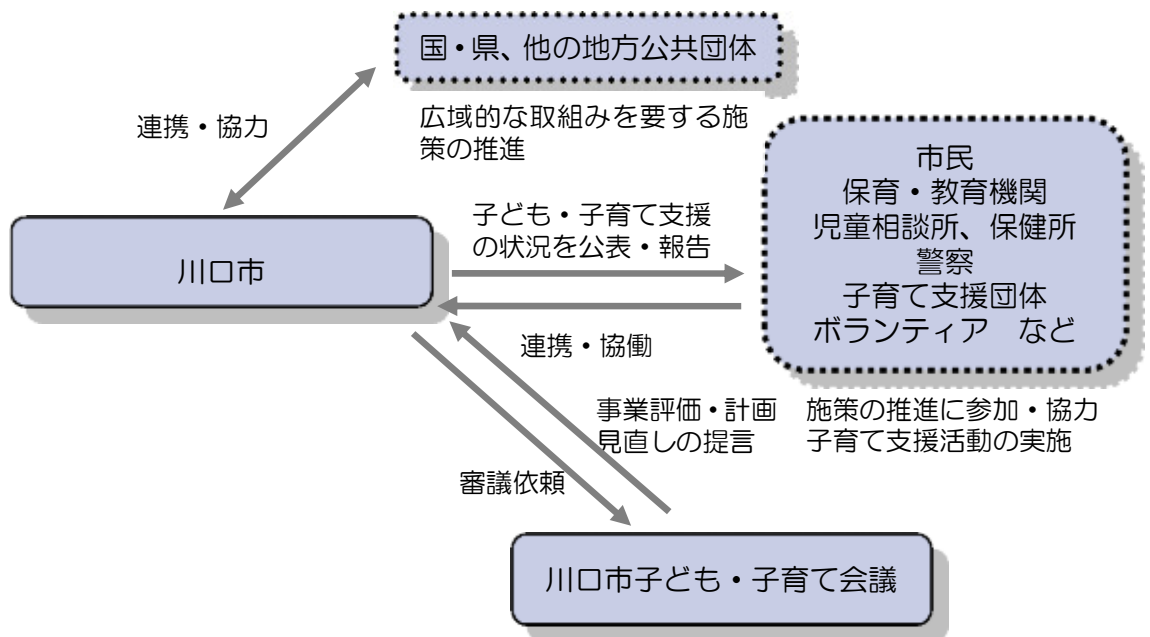 国・県、他の地方公共団体
連携・協力
広域的な取組みを要する施
策の推進
市民
保育・教育機関
児童相談所、保健所
警察
子育て支援団体
ボランティア　など
子ども・子育て支援
の状況を公表・報告
川口市
連携・協働
事業評価・計画
見直しの提言
施策の推進に参加・協力
子育て支援活動の実施
審議依頼
川口市子ども・子育て会議